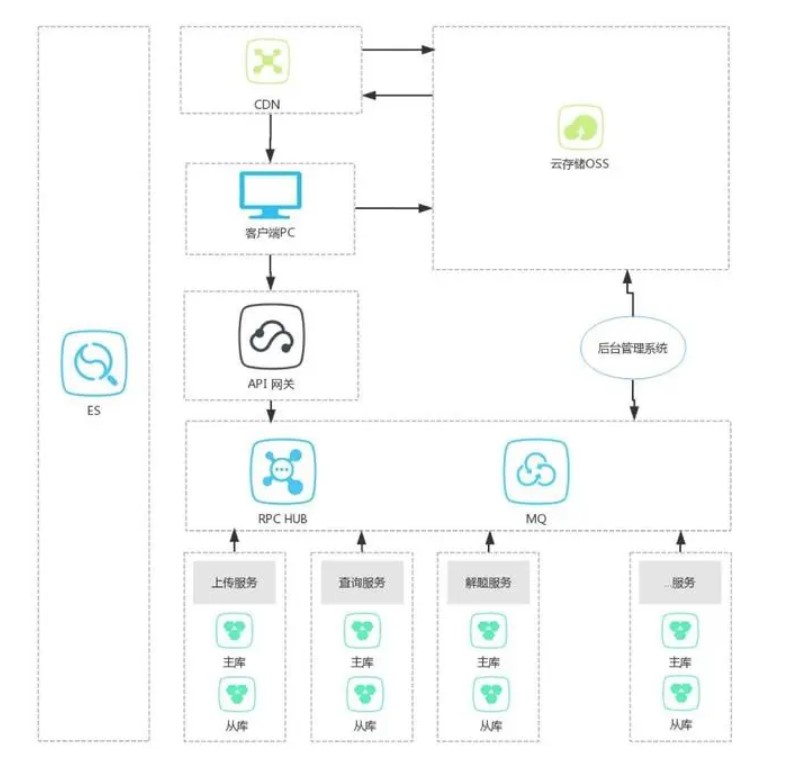 CDN
云存储OSS
客户端PC
后台管理系统
API 网关
ES
RPC HUB
MQ
上传服务
查询服务
解题服务
...服务
主库
主库
主库
主库
从库
从库
从库
从库